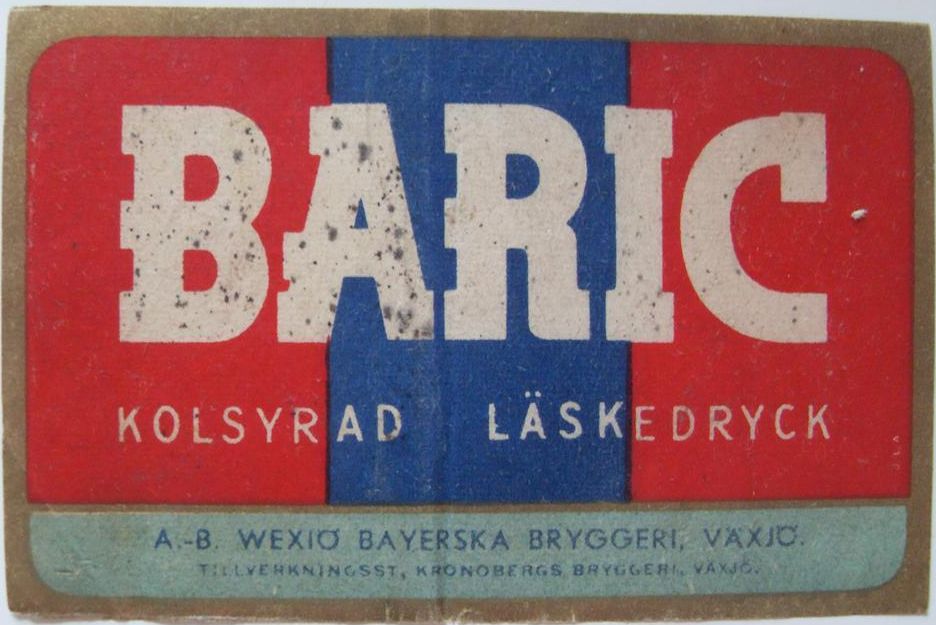 BARIC
KOLSYRAD LÄSKEDRYCK
A.-B. WEXIÖ BAYERSKA BRYGGERI, VÄXJÖ.
TILLVERKNINGSST, KRONOBERGS BRYGGERI, VÄXJÖ.